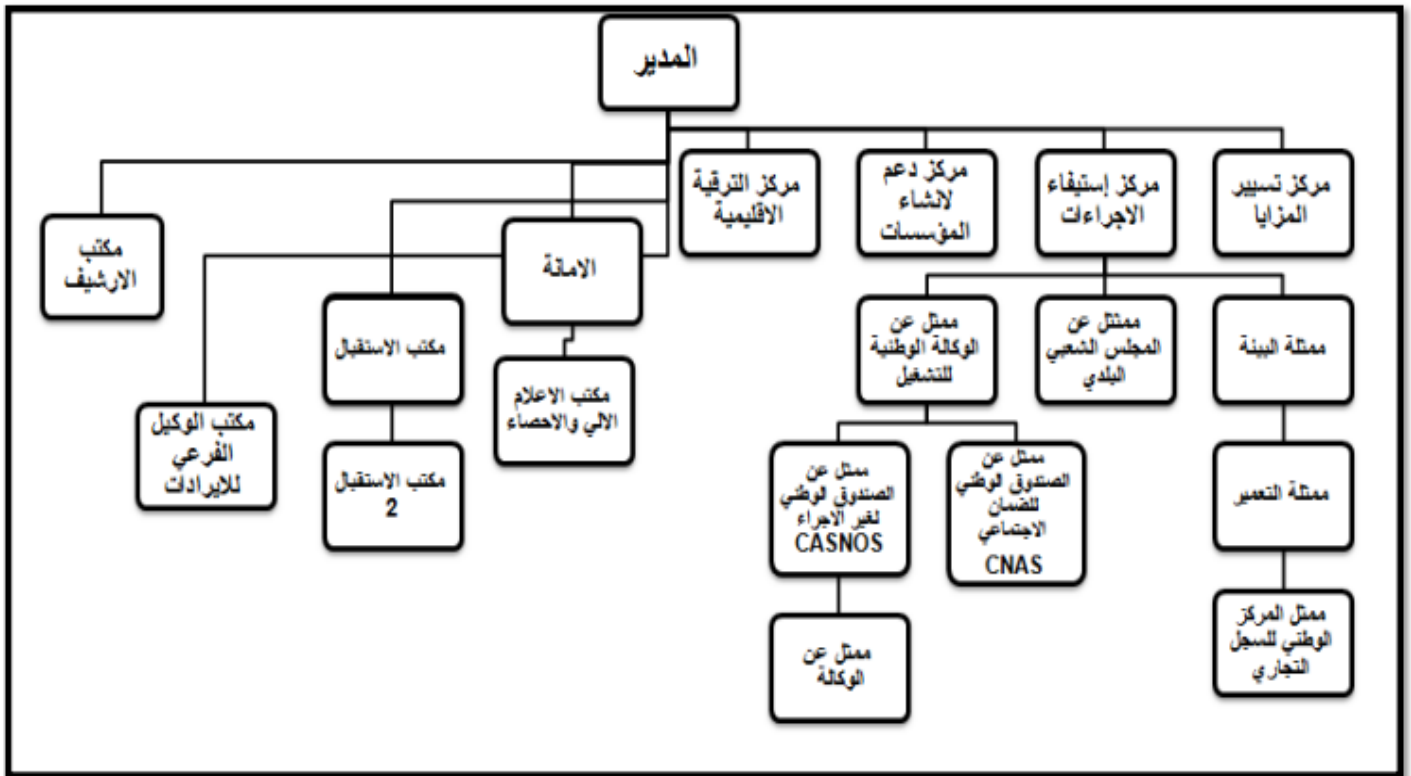 المدير
مركز تسيير
المزايا
مركز إستيفاء
الاجراءات
مركز دعم
لانشاء
المؤسسات
مركز الترقية
الاقليمية
الامانة
مكتب
الارشيف
ممثلة البيئة
ممثثل عن
المجلس الشعبي
البلدي
ممثل عن
الوكالة الوطنية
للتشغيل
مكتب الاستقبال
مكتب الاعلام
الالي والاحصاء
مكتب الوكيل
الفرعي
للايرادات
ممثلة التعمير
ممثل عن
الصندوق الوطني
للضمان
الاجتماعي
CNAS
ممثل عن
الصندوق الوطني
لغير الاجراء
CASNOS
مكتب الاستقبال
2
ممثل المركز
الوطني للسجل
التجاري
ممثل عن
الوكالة